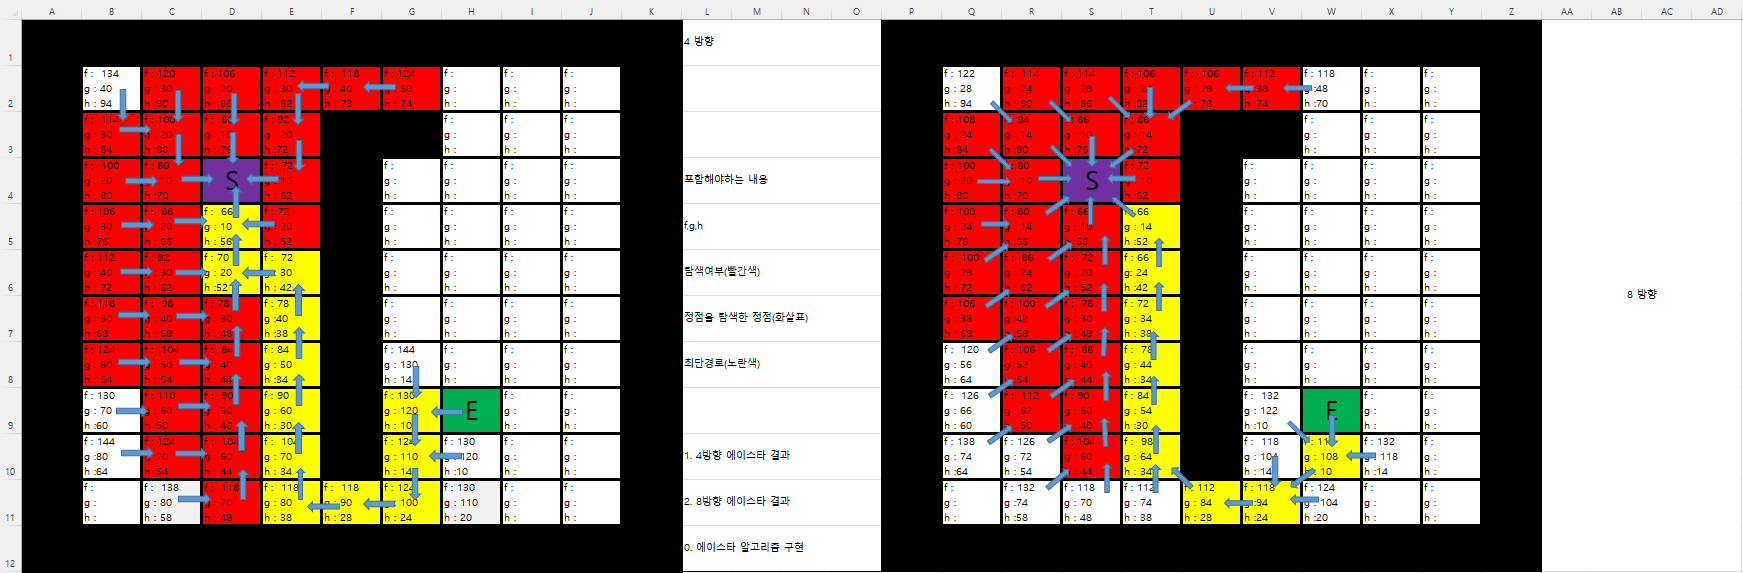 A B C D E F G H I J K L M N O P Q R S T U V W X Y Z AA AB AC AD
4 방향
1
f : 134 f : 120 f : 106 f : 112 f : 118 f : 124 f : f : f : f : 122 f : 114 f : 114 f : 106 f : 106 f : 112 f : 118 f : f :
g : 40 g : 30 g : 20 g : 30 g : 40 g : 50 g : g : g : g : 28 g : 24 g : 28 g : 24 g : 28 g : 38 g :48 g : g :
2 h : 94 h : 90 h : 86 h : 82 h : 78 h : 74 h : h : h : h : 94 h : 90 h : 86 h : 82 h : 78 h : 74 h :70 h : h :
f : 114 f : 100 f : 86 f : 92 f : f : f : f : 108 f : 94 f : 86 f : 86 f : f : f :
g : 30 g : 20 g : 10 g : 20 g : g : g : g : 24 g : 14 g : 10 g : 14 g : g : g :
3 h : 84 h : 80 h : 76 h : 72 h : h : h : h : 84 h : 80 h : 76 h : 72 h : h : h :
f : 100 f : 80 f : 72 f : f : f : f : f : 100 f : 80 f : 72 f : f : f : f :
g : 20 g : 10 S g : 10 g : g : g : g : 포함해야하는 내용 g : 20 g : 10 S g : 10 g : g : g : g :
4 h : 80 h :70 h : 62 h : h : h : h : h : 80 h : 70 h : 62 h : h : h : h :
f : 106 f : 86 f : 66 f : 72 f : f : f : f : f : 100 f : 80 f : 66 f : 66 f : f : f : f :
g : 30 g : 20 g : 10 g : 20 g : g : g : g : f,g,h g : 24 g : 14 g : 10 g : 14 g : g : g : g :
5 h :76 h : 66 h : 56 h : 52 h : h : h : h : h : 76 h : 66 h : 56 h :52 h : h : h : h :
f : 112 f : 92 f : 70 f : 72 f : f : f : f : f : 100 f : 86 f : 72 f : 66 f : f : f : f :
g : 40 g : 30 g : 20 g : 30 g : g : g : g : 탐색여부(빨간색) g : 28 g : 24 g : 20 g: 24 g : g : g : g :
6 h : 72 h : 62 h :52 h : 42 h : h : h : h : h : 72 h : 62 h : 52 h :42 h : h : h : h :
8 방향
f : 118 f : 98 f : 78 f : 78 f : f : f : f : f : 106 f : 100 f : 78 f : 72 f : f : f : f :
g : 50 g : 40 g : 30 g :40 g : g : g : g : 정점을 탐색한 정점(화살표) g : 38 g :42 g : 30 g : 34 g : g : g : g :
7 h :68 h : 58 h : 48 h :38 h : h : h : h : h : 68 h :58 h : 48 h : 38 h : h : h : h :
f : 124 f : 104 f : 84 f : 84 f : 144 f : f : f : f : 120 f : 106 f : 88 f : 78 f : f : f : f :
g : 60 g : 50 g : 40 g : 50 g : 130 g : g : g : 최단경로(노란색) g : 56 g : 52 g : 40 g : 44 g : g : g : g :
8 h : 64 h : 54 h : 44 h :34 h : 14 h : h : h : h : 64 h :54 h : 44 h : 34 h : h : h : h :
f : 130 f : 110 f : 90 f : 90 f : 130 f : f : f : 126 f : 112 f : 90 f : 84 f : 132 f : f :
g : 70 g : 60 g : 50 g : 60 g : 120 E g : g : g : 66 g : 62 g : 50 g : 54 g : 122 E g : g :
9 h :60 h : 50 h : 40 h : 30 h : 10 h : h : h : 60 h : 50 h : 40 h : 30 h :10 h : h :
f : 144 f : 124 f : 104 f : 104 f : 124 f : 130 f : f : f : 138 f : 126 f : 104 f : 98 f : 118 f : 118 f : 132 f :
g :80 g : 70 g : 60 g : 70 g : 110 g : 120 g : g : 1. 4방향 에이스타 결과 g : 74 g : 72 g : 60 g : 64 g : 104 g : 108 g : 118 g :
10 h :64 h : 54 h : 44 h : 34 h : 14 h :10 h : h : h :64 h : 54 h : 44 h : 34 h : 14 h : 10 h :14 h :
f : f : 138 f : 118 f : 118 f : 118 f : 124 f : 130 f : f : f : f : 132 f : 118 f : 112 f : 112 f : 118 f : 124 f : f :
g : g : 80 g : 70 g : 80 g : 90 g : 100 g : 110 g : g : 2. 8방향 에이스타 결과 g : g :74 g : 70 g : 74 g : 84 g :94 g : 104 g : g :
11 h : h : 58 h : 48 h : 38 h : 28 h : 24 h : 20 h : h : h : h :58 h : 48 h : 38 h : 28 h :24 h :20 h : h :
0. 에이스타 알고리즘 구현
12